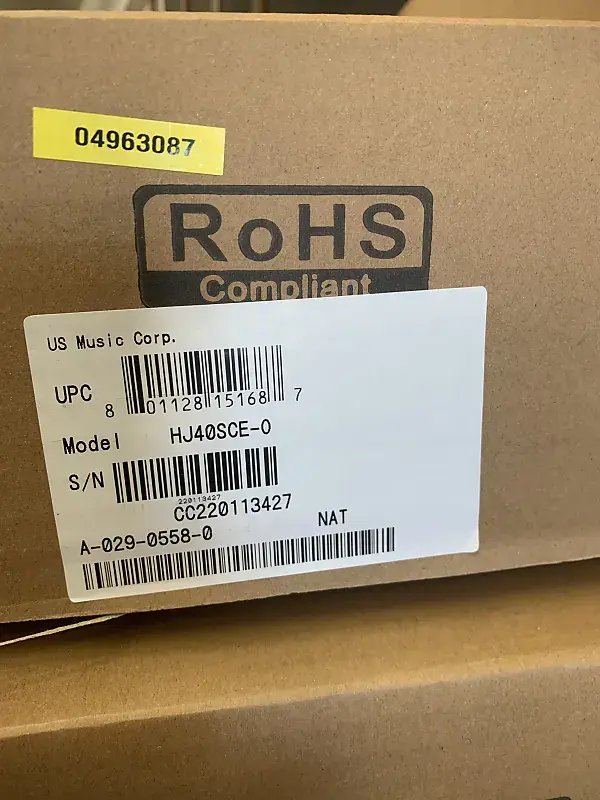 04963087
RoHS
Compliant
US Music Corp.
UPC 8 01128 15168 7
Model HJ40SCE-0
S/N
220113427
CC220113427
A-029-0558-0 NAT